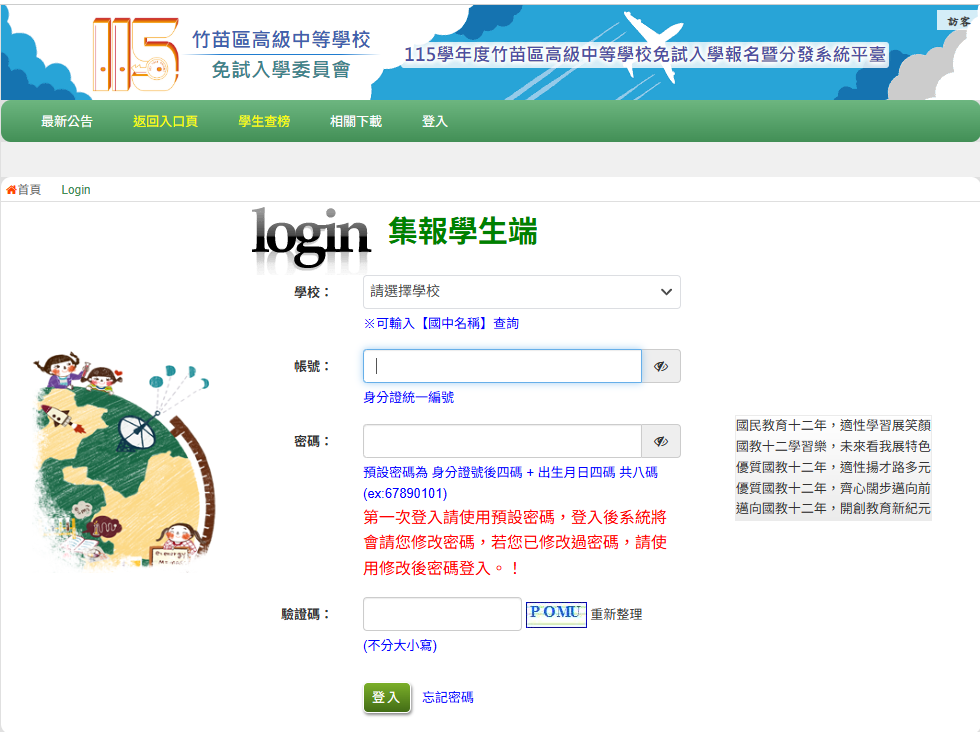 115
竹苗區高級中等學校
免試入學委員會
115學年度竹苗區高級中等學校免試入學報名暨分發系統平臺
訪客
最新公告 返回入口頁 學生查榜 相關下載 登入
首頁 Login
login 集報學生端
學校： 請選擇學校
※可輸入【國中名稱】查詢
帳號：
身分證統一編號
密碼：
預設密碼為 身分證號後四碼 + 出生月日四碼 共八碼
(ex:67890101)
第一次登入請使用預設密碼，登入後系統將
會請您修改密碼，若您已修改過密碼，請使
用修改後密碼登入。！
驗證碼： POMU 重新整理
(不分大小寫)
登入 忘記密碼
國民教育十二年，適性學習展笑顏
國教十二學習樂，未來看我展特色
優質國教十二年，適性揚才路多元
優質國教十二年，齊心闊步邁向前
邁向國教十二年，開創教育新紀元